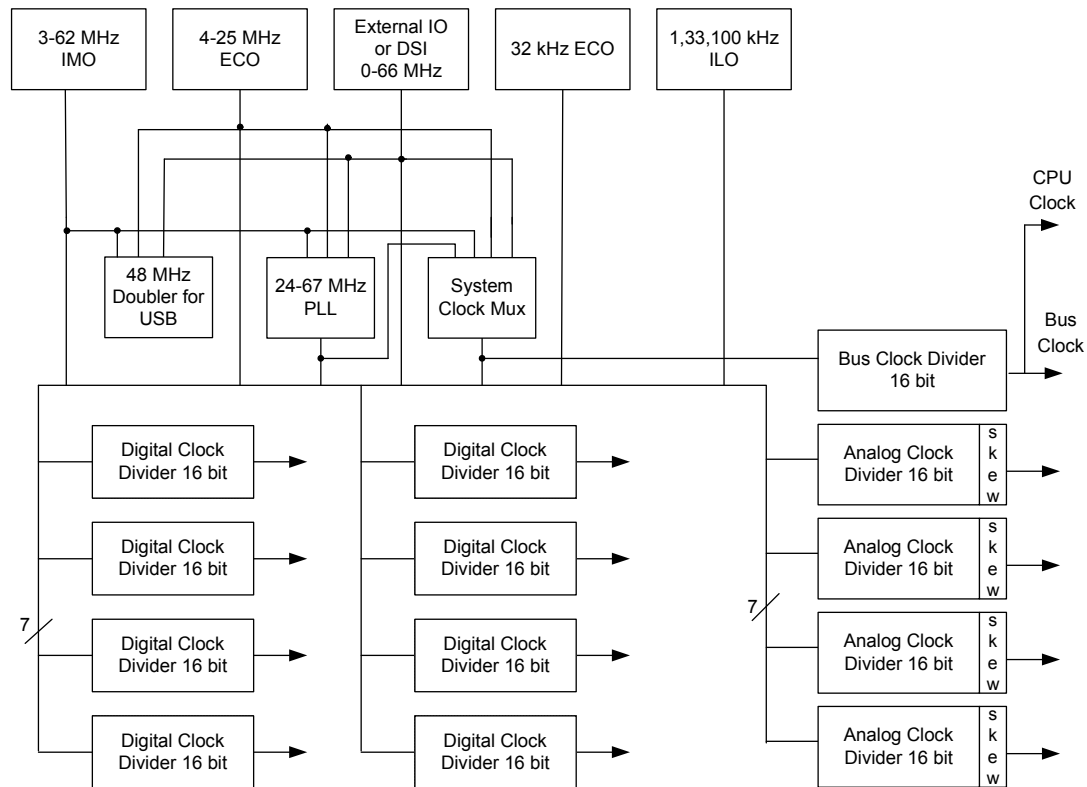 3-62 MHz
IMO
4-25 MHz
ECO
External IO
or DSI
0-66 MHz
32 kHz ECO
1,33,100 kHz
ILO
CPU
Clock
48 MHz
Doubler for
USB
24-67 MHz
PLL
System
Clock Mux
Bus
Clock
Bus Clock Divider
16 bit
Digital Clock
Divider 16 bit
Digital Clock
Divider 16 bit
Analog Clock
Divider 16 bit
s
k
e
w
Digital Clock
Divider 16 bit
Digital Clock
Divider 16 bit
Analog Clock
Divider 16 bit
s
k
e
w
7
7
Digital Clock
Divider 16 bit
Digital Clock
Divider 16 bit
Analog Clock
Divider 16 bit
s
k
e
w
Digital Clock
Divider 16 bit
Digital Clock
Divider 16 bit
Analog Clock
Divider 16 bit
s
k
e
w